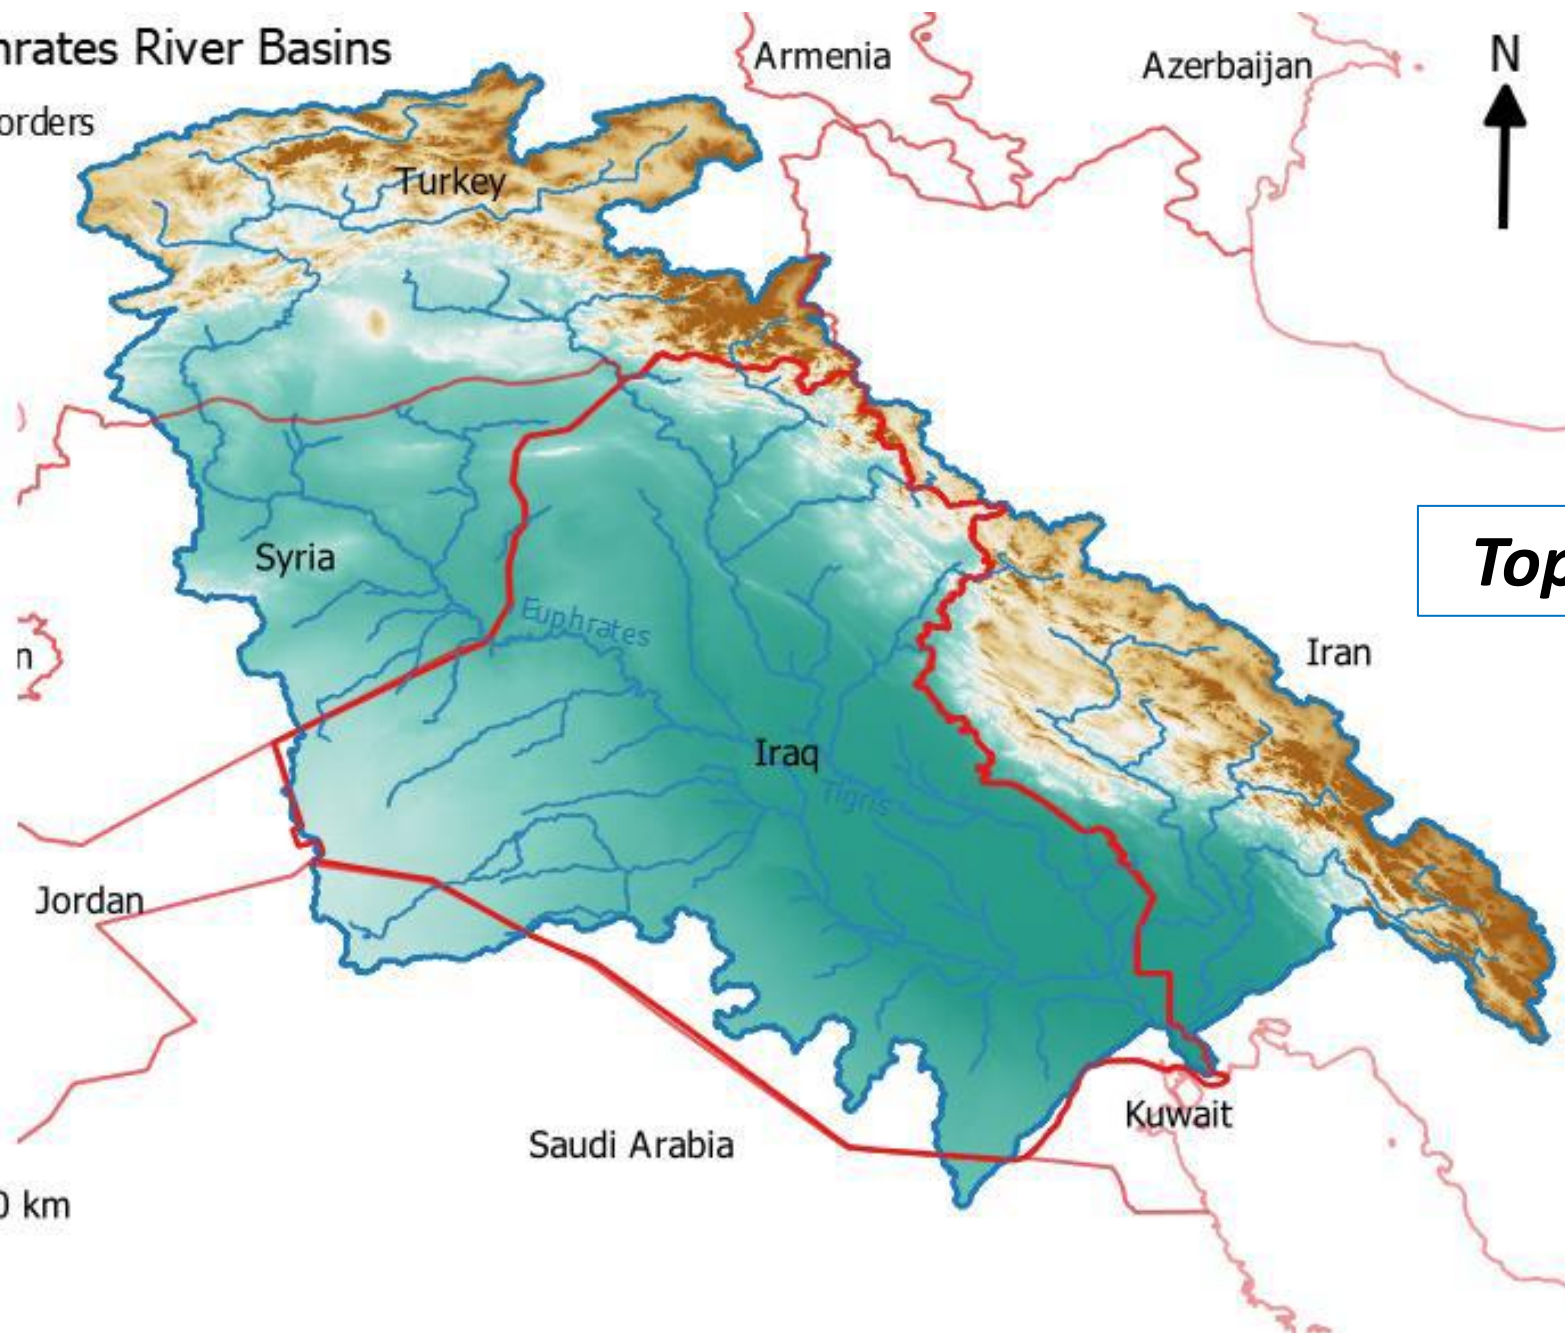 hrates River Basins
orders
Armenia
Azerbaijan
N
Turkey
Syria
Top
Euphrates
n
Iran
Iraq
Tigris
Jordan
Kuwait
Saudi Arabia
0 km